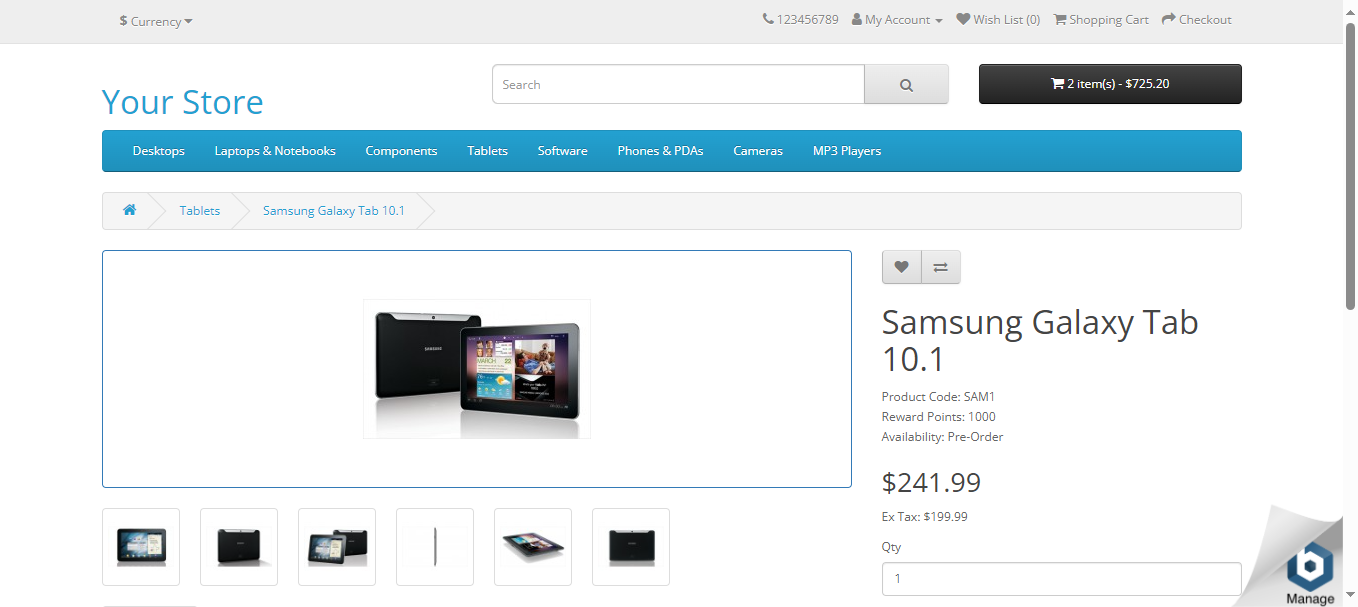 $ Currency
123456789 My Account Wish List (0) Shopping Cart Checkout
Your Store
Search
2 item(s) - $725.20
Desktops Laptops & Notebooks Components Tablets Software Phones & PDAs Cameras MP3 Players
Tablets Samsung Galaxy Tab 10.1
SAMSUNG
MARCH 22
Samsung Galaxy Tab
10.1
Product Code: SAM1
Reward Points: 1000
Availability: Pre-Order
$241.99
Ex Tax: $199.99
Qty
1
b
Manage